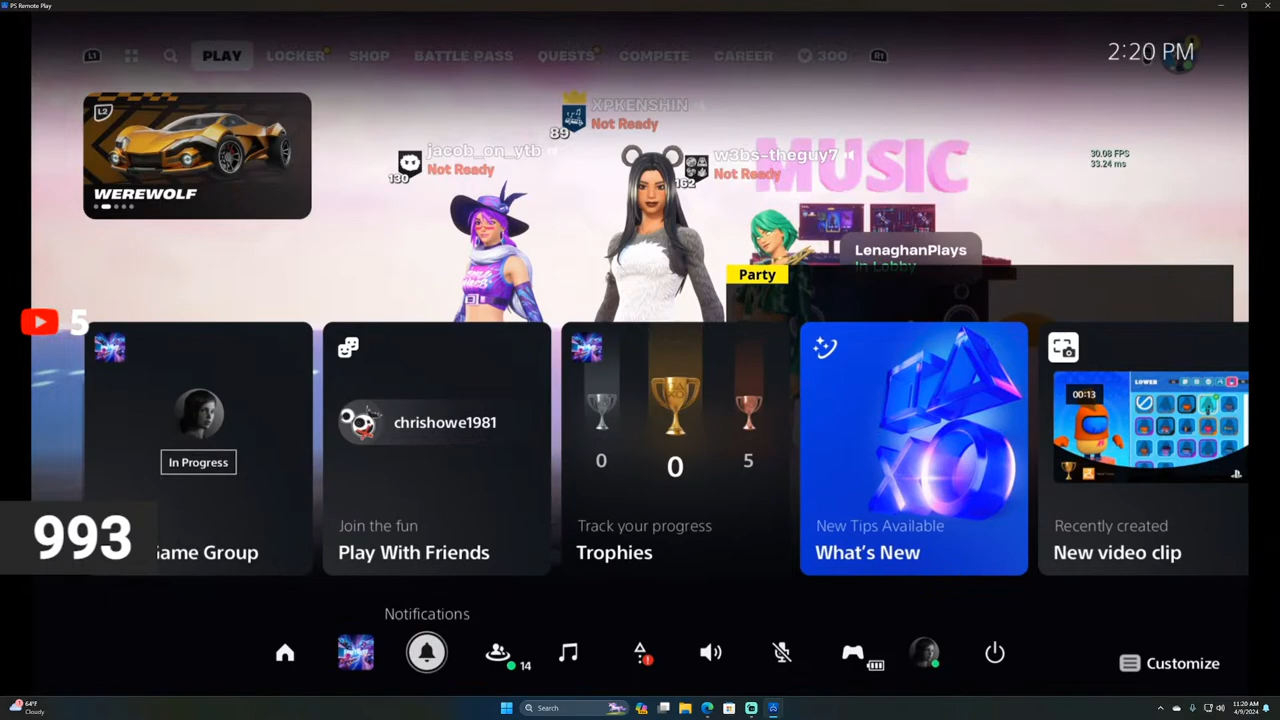 PS Remote Play
L1
PLAY
LOCKER
SHOP
BATTLE PASS
QUESTS
COMPETE
CAREER
300
R1
2:20 PM
L2
WEREWOLF
XPKENSHIN
Not Ready
89
jacob_on_ytb
Not Ready
130
w3bs-theguy7
Not Ready
162
MUSIC
30.08 FPS
33.24 ms
LenaghanPlays
In Lobby
Party
5
In Progress
ame Group
993
chrishowe1981
Join the fun
Play With Friends
0
0
5
Track your progress
Trophies
New Tips Available
What's New
00:13
LOWER
Recently created
New video clip
Notifications
14
Customize
64°F
Cloudy
Search
11:20 AM
4/9/2024